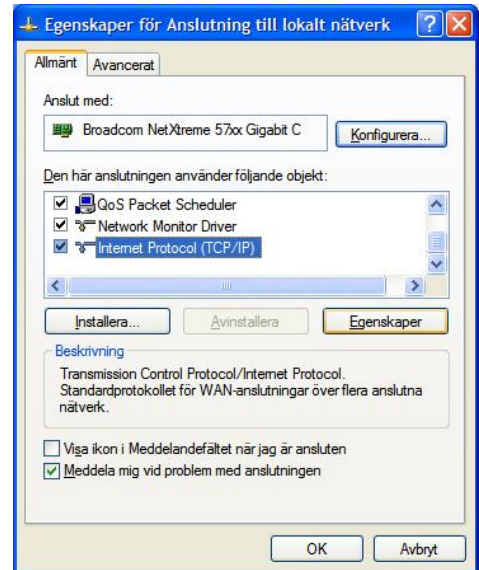 Egenskaper för Anslutning till lokalt nätverk
Allmänt Avancerat
Anslut med:
Broadcom NetXtreme 57xx Gigabit C Konfigurera...
Den här anslutningen använder följande objekt:
QoS Packet Scheduler
Network Monitor Driver
Internet Protocol (TCP/IP)
Installera... Avinstallera Egenskaper
Beskrivning
Transmission Control Protocol/Internet Protocol.
Standardprotokollet för WAN-anslutningar över flera anslutna
nätverk.
Visa ikon i Meddelandefältet när jag är ansluten
Meddela mig vid problem med anslutningen
OK Avbryt